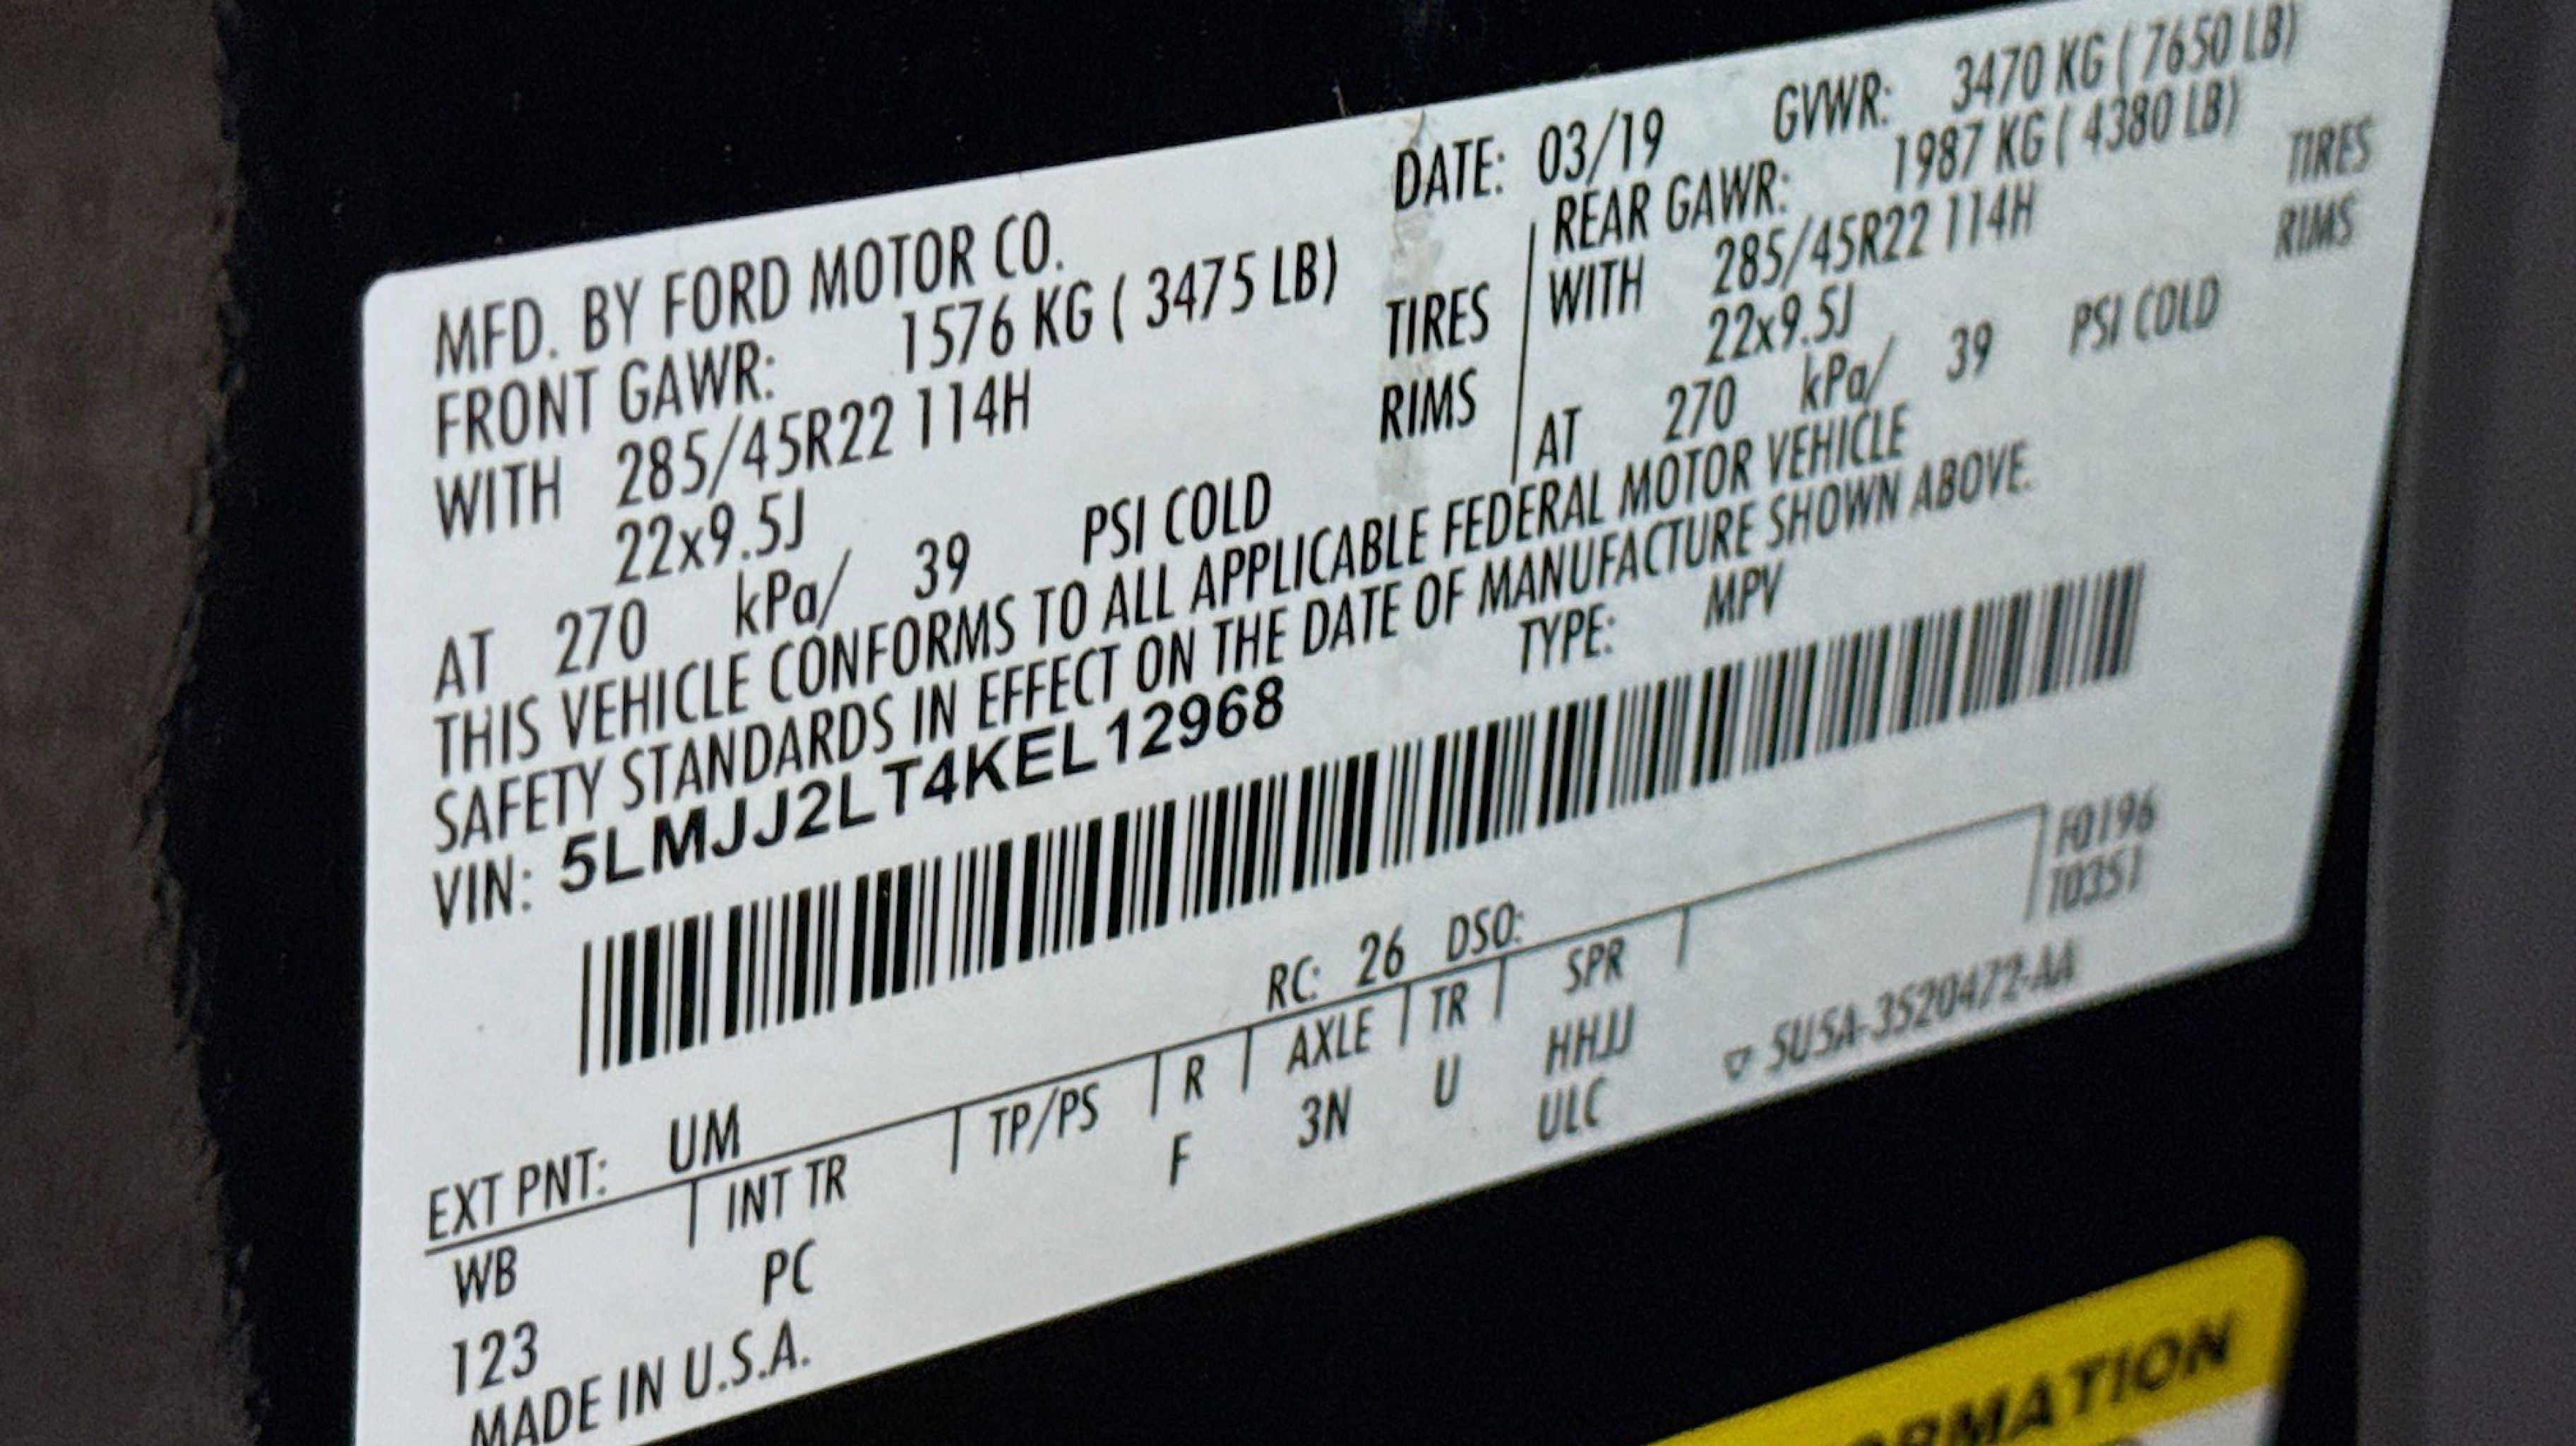 MFD. BY FORD MOTOR CO. DATE: 03/19 GVWR: 3470 KG ( 7650 LB)
FRONT GAWR: 1576 KG ( 3475 LB) REAR GAWR: 1987 KG ( 4380 LB)
WITH 285/45R22 114H TIRES WITH 285/45R22 114H TIRES
22x9.5J RIMS 22x9.5J RIMS
AT 270 kPa/ 39 PSI COLD AT 270 kPa/ 39 PSI COLD
THIS VEHICLE CONFORMS TO ALL APPLICABLE FEDERAL MOTOR VEHICLE
SAFETY STANDARDS IN EFFECT ON THE DATE OF MANUFACTURE SHOWN ABOVE.
VIN: 5LMJJ2LT4KEL12968 TYPE: MPV
F0196
T0351
EXT PNT: UM RC: 26 DSO:
WB INT TR TP/PS R AXLE TR SPR
123 PC F 3N U HHJJ
ULC
MADE IN U.S.A. ▽ 5U5A-3520472-AA